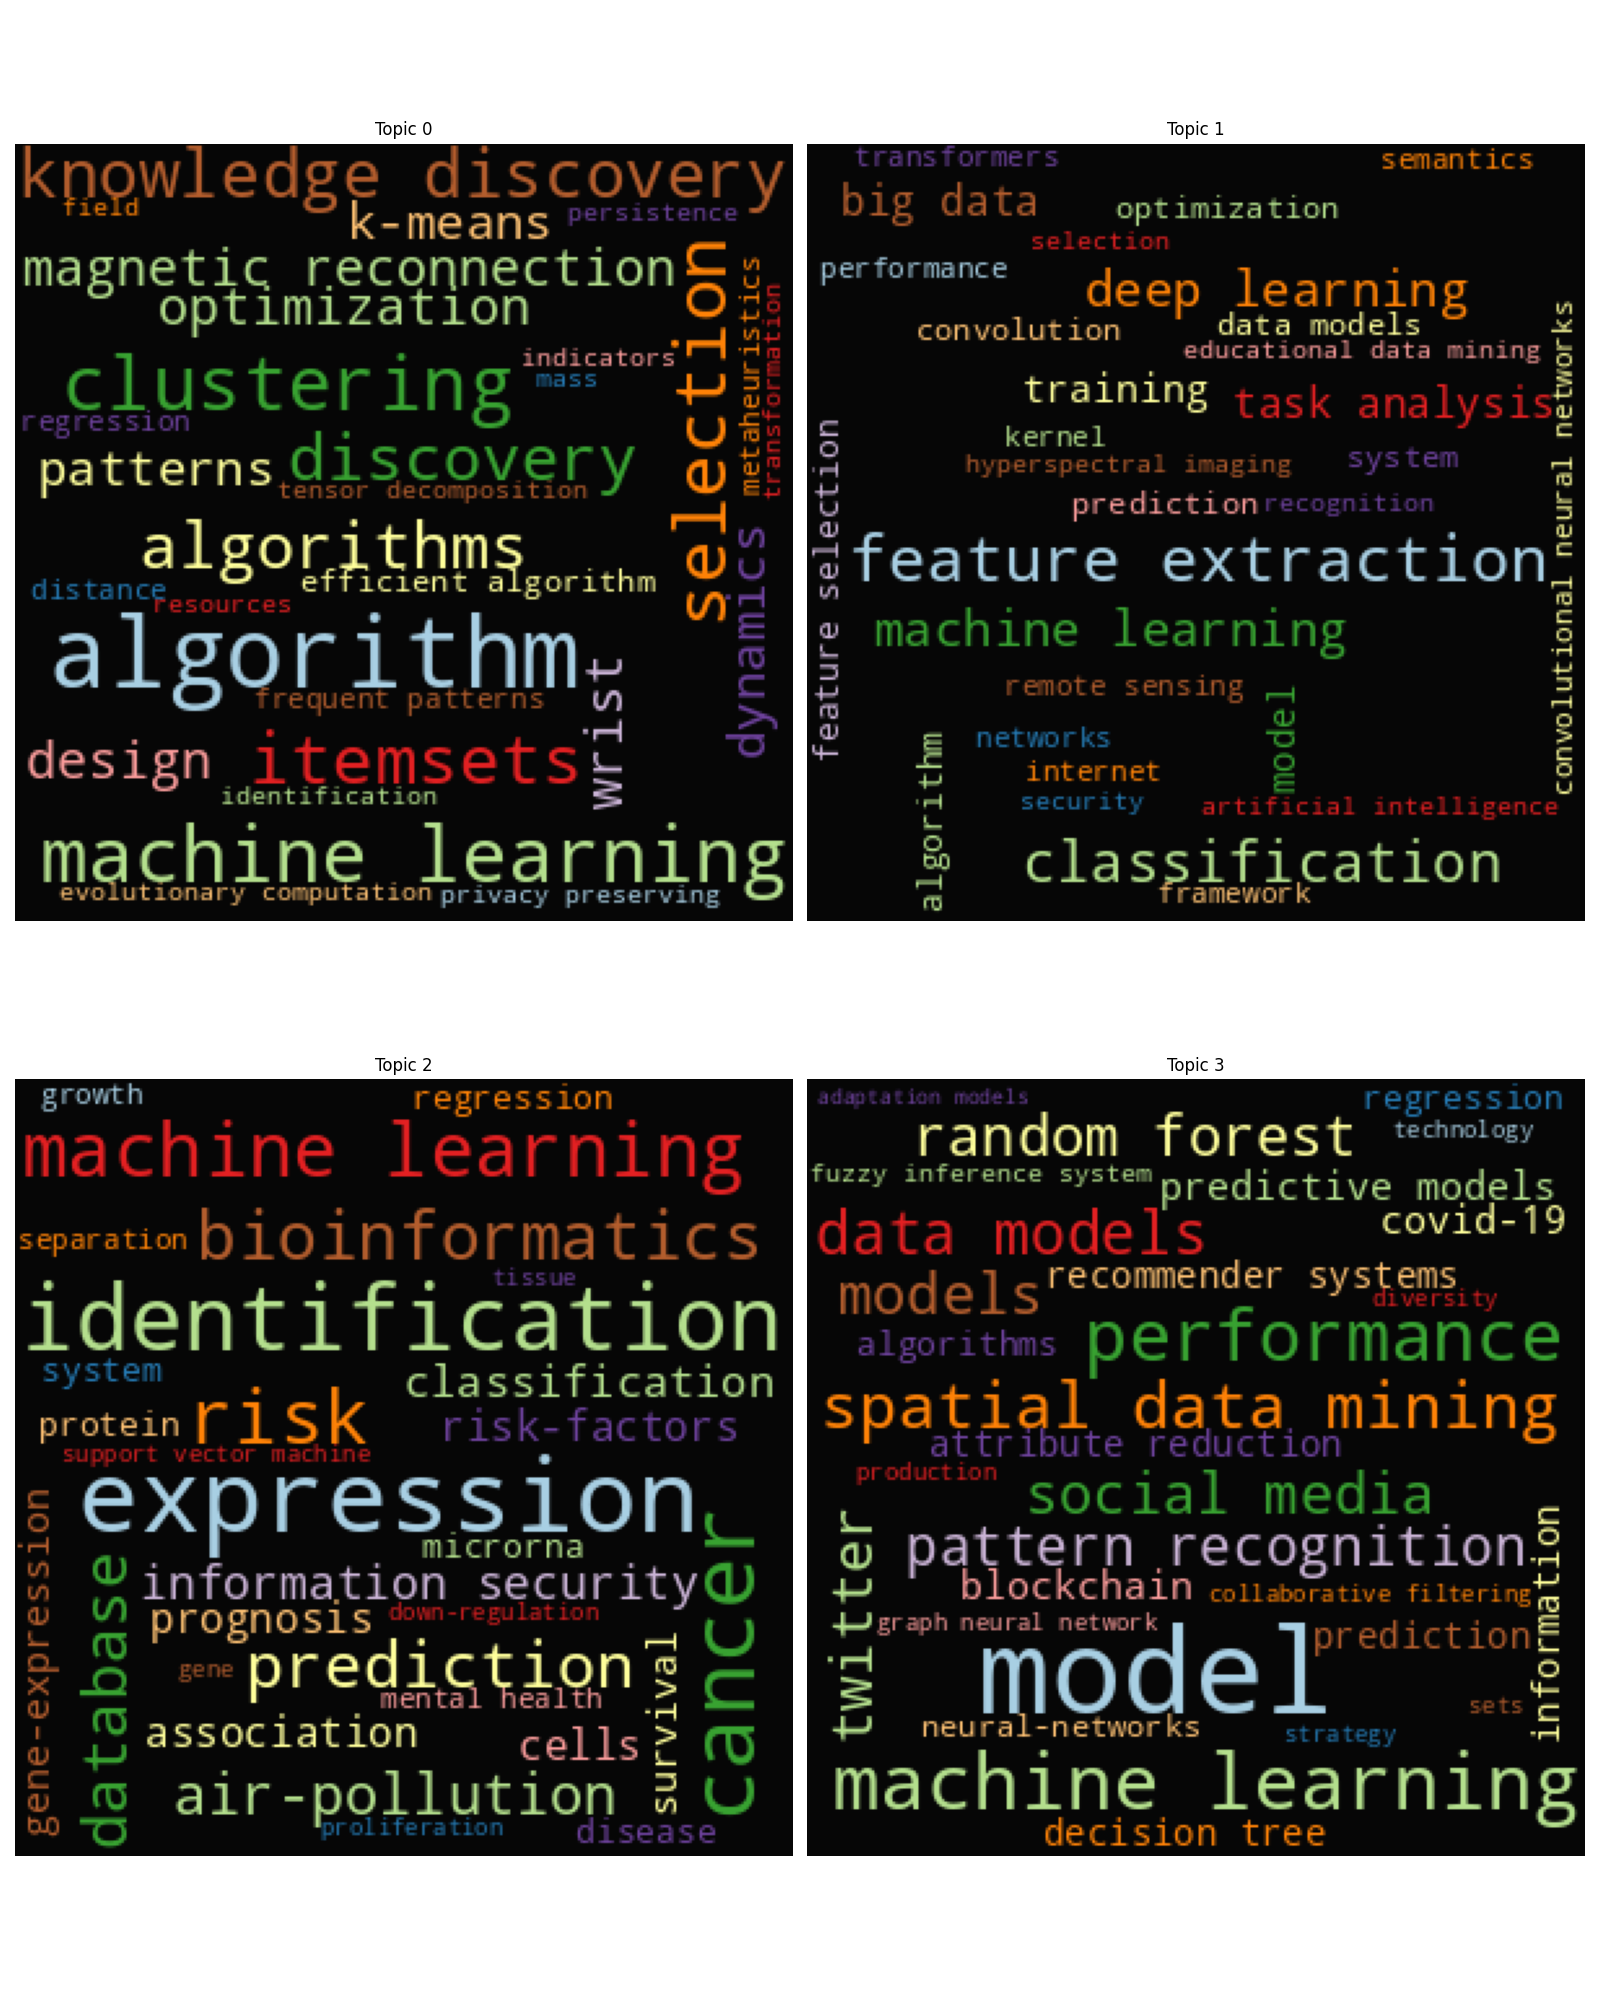 Topic 0
knowledge discovery
field
k-means
persistence
magnetic reconnection
optimization
selection
metaheuristics
transformation
clustering
indicators
mass
regression
patterns
discovery
tensor decomposition
algorithms
efficient algorithm
distance
resources
dynamics
algorithm
frequent patterns
wrist
design
itemsets
identification
machine learning
evolutionary computation
privacy preserving
Topic 1
transformers
semantics
big data
optimization
selection
performance
deep learning
convolution
data models
educational data mining
convolutional neural networks
training
task analysis
kernel
feature selection
hyperspectral imaging
system
prediction
recognition
feature extraction
machine learning
remote sensing
model
networks
internet
algorithm
security
artificial intelligence
classification
framework
Topic 2
growth
regression
machine learning
separation
bioinformatics
tissue
identification
system
classification
protein
risk
risk-factors
support vector machine
expression
gene-expression
cancer
microrna
database
information security
prognosis
down-regulation
gene
prediction
survival
mental health
association
cells
air-pollution
proliferation
disease
Topic 3
adaptation models
regression
random forest
technology
fuzzy inference system
predictive models
data models
covid-19
models
recommender systems
diversity
algorithms
performance
spatial data mining
attribute reduction
production
social media
twitter
pattern recognition
information
blockchain
collaborative filtering
graph neural network
model
prediction
sets
neural-networks
strategy
machine learning
decision tree